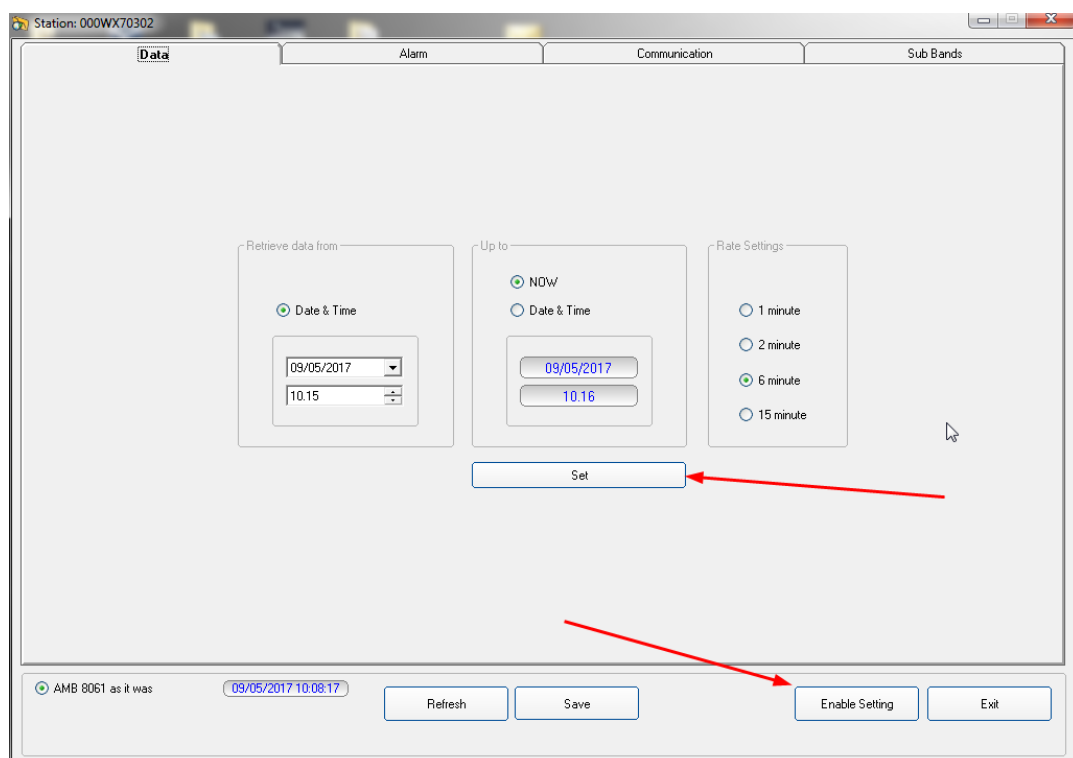 Station: 000WX70302
Data Alarm Communication Sub Bands
Retrieve data from Up to Rate Settings
NOW
Date & Time Date & Time 1 minute
2 minute
09/05/2017 09/05/2017 6 minute
10.15 10.16
15 minute
Set
AMB 8061 as it was 09/05/2017 10:08:17 Refresh Save Enable Setting Exit